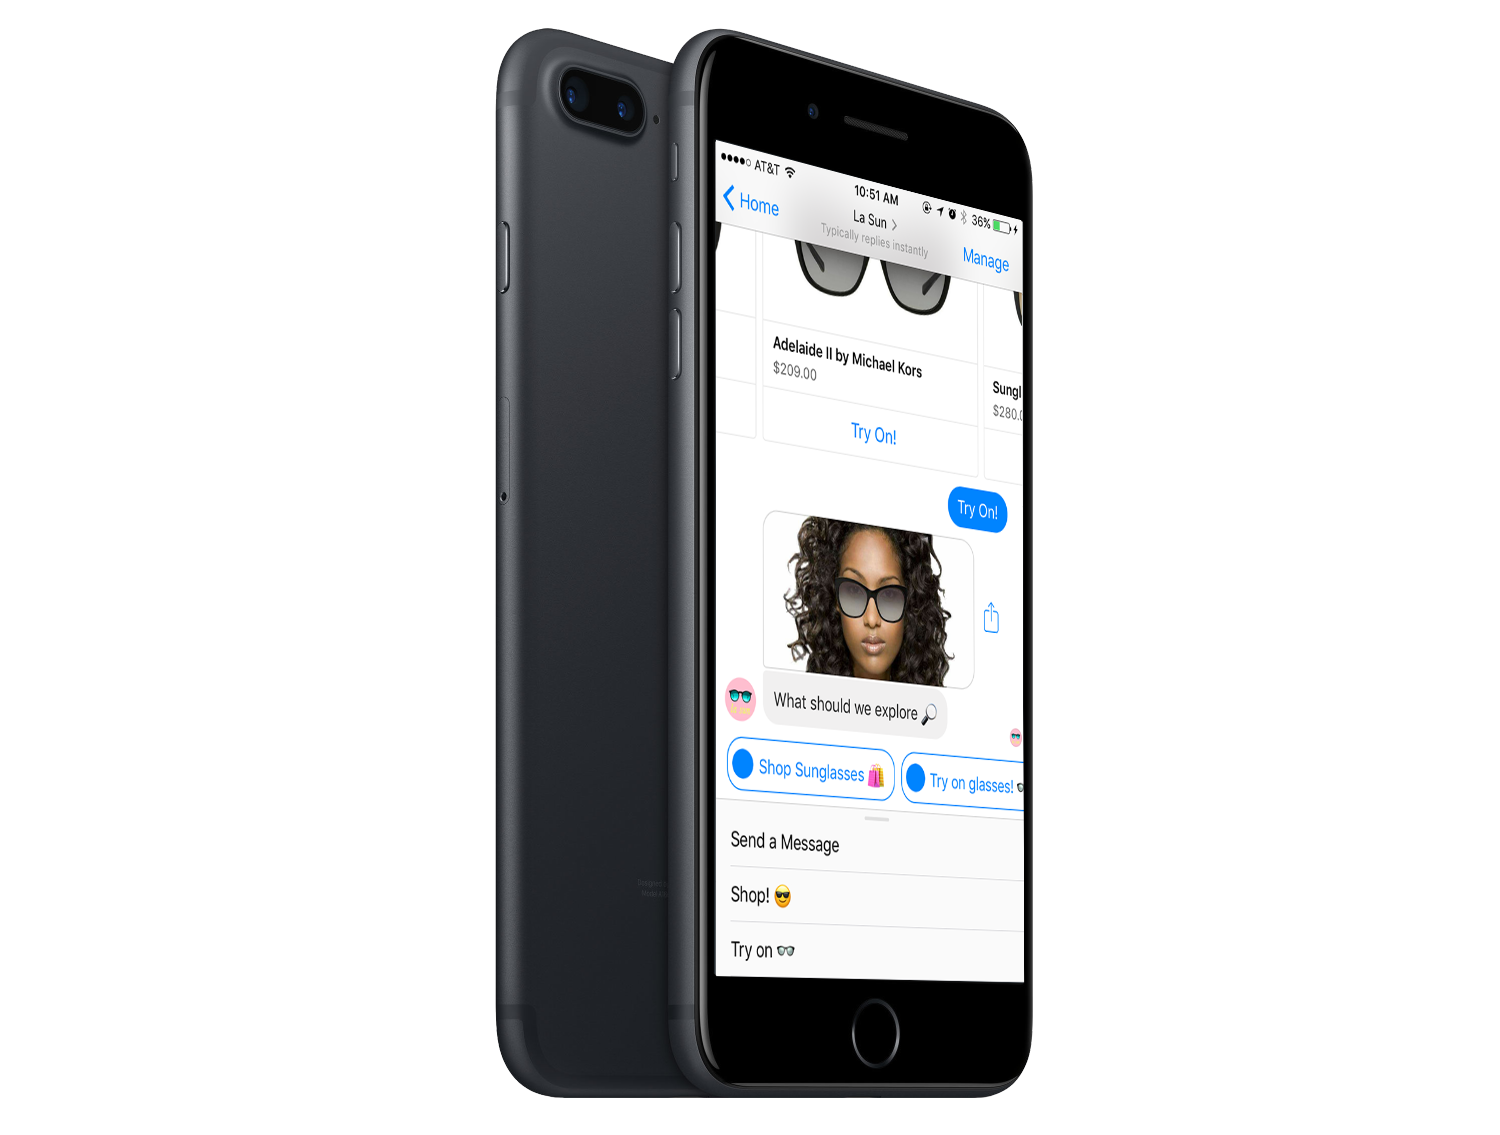 AT&T
10:51 AM
36%
Home
La Sun
Manage
Typically replies instantly
Adelaide II by Michael Kors
$209.00
Try On!
Sungl
$280.0
Try On!
What should we explore 🔎
Shop Sunglasses 🛍️
Try on glasses! 👓
Send a Message
Shop! 😎
Try on 👓